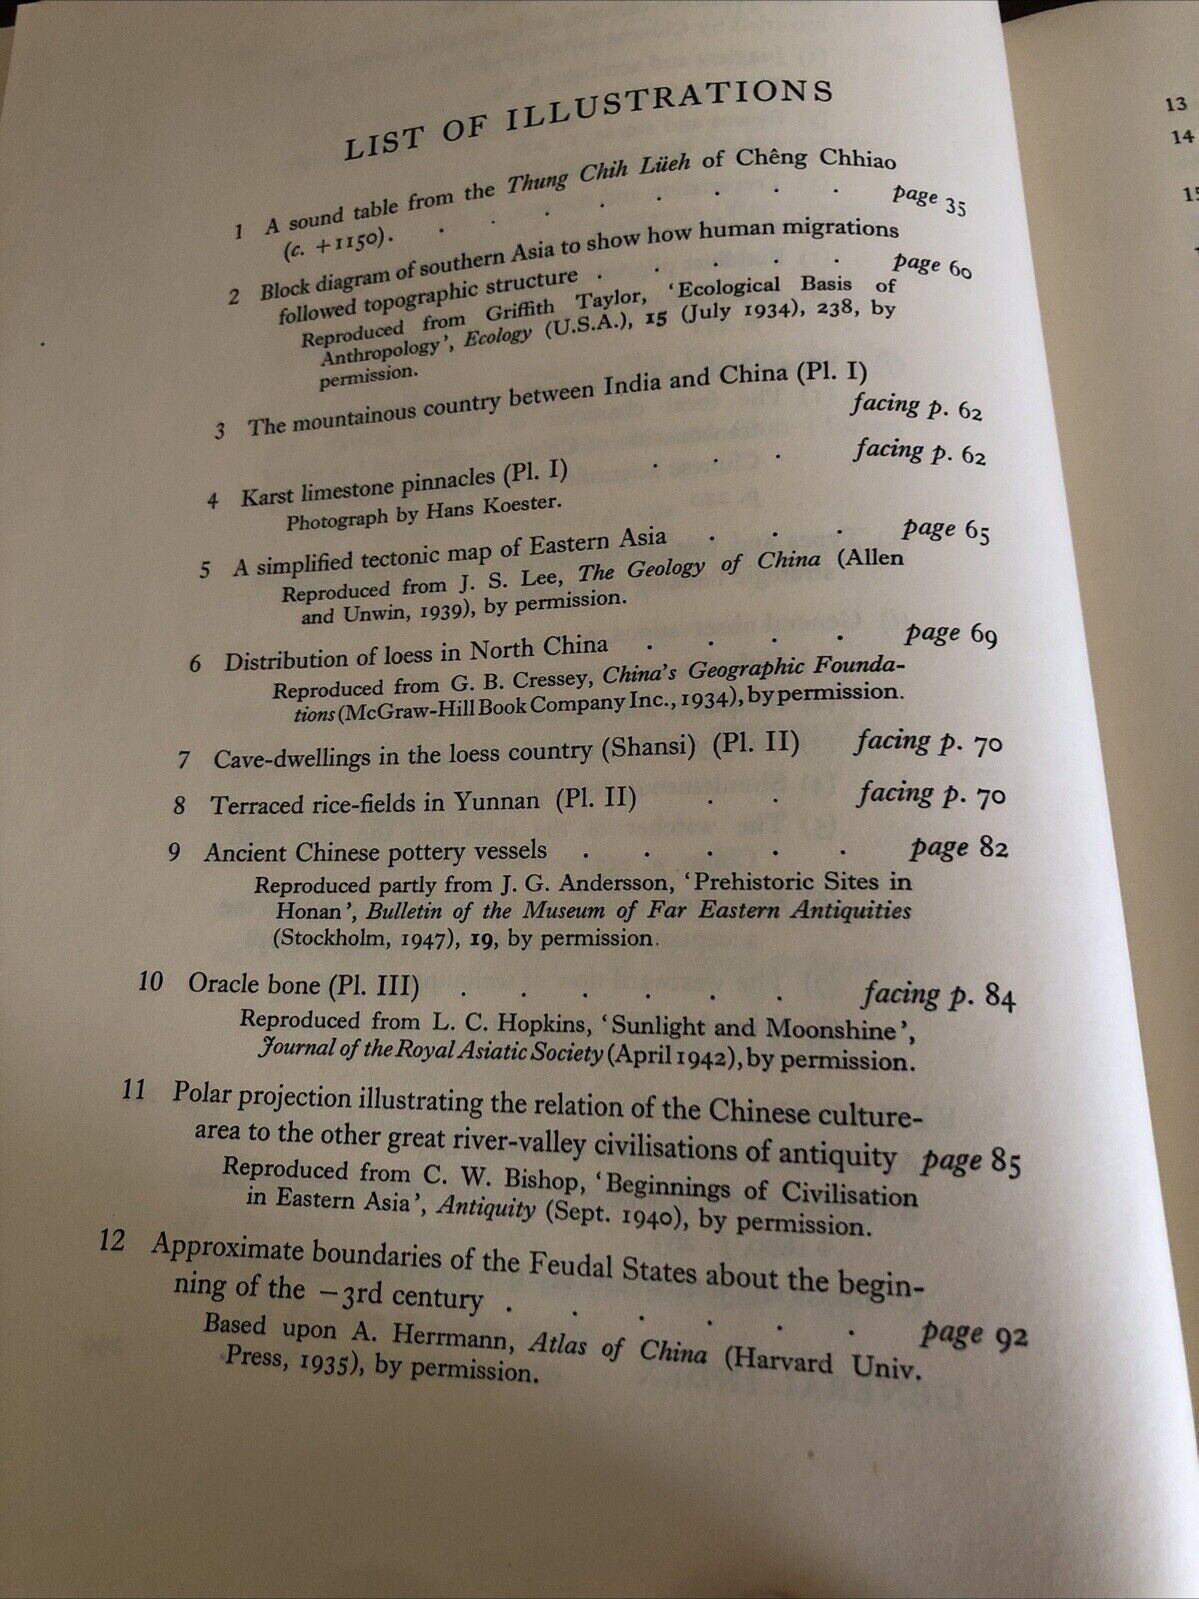 LIST OF ILLUSTRATIONS
1 A sound table from the Thung Chih Lüeh of Chêng Chhiao
(c. +1150). . . . . . . . . page 35
2 Block diagram of southern Asia to show how human migrations
followed topographic structure . . . . . page 60
Reproduced from Griffith Taylor, ‘Ecological Basis of
Anthropology’, Ecology (U.S.A.), 15 (July 1934), 238, by
permission.
3 The mountainous country between India and China (Pl. I)
facing p. 62
4 Karst limestone pinnacles (Pl. I) . . . facing p. 62
Photograph by Hans Koester.
5 A simplified tectonic map of Eastern Asia . . . page 65
Reproduced from J. S. Lee, The Geology of China (Allen
and Unwin, 1939), by permission.
6 Distribution of loess in North China . . . . page 69
Reproduced from G. B. Cressey, China’s Geographic Founda-
tions (McGraw-Hill Book Company Inc., 1934), by permission.
7 Cave-dwellings in the loess country (Shansi) (Pl. II) facing p. 70
8 Terraced rice-fields in Yunnan (Pl. II) . . facing p. 70
9 Ancient Chinese pottery vessels . . . . . page 82
Reproduced partly from J. G. Andersson, ‘Prehistoric Sites in
Honan’, Bulletin of the Museum of Far Eastern Antiquities
(Stockholm, 1947), 19, by permission.
10 Oracle bone (Pl. III) . . . . . . facing p. 84
Reproduced from L. C. Hopkins, ‘Sunlight and Moonshine’,
Journal of the Royal Asiatic Society (April 1942), by permission.
11 Polar projection illustrating the relation of the Chinese culture-
area to the other great river-valley civilisations of antiquity page 85
Reproduced from C. W. Bishop, ‘Beginnings of Civilisation
in Eastern Asia’, Antiquity (Sept. 1940), by permission.
12 Approximate boundaries of the Feudal States about the begin-
ning of the −3rd century . . . . . . page 92
Based upon A. Herrmann, Atlas of China (Harvard Univ.
Press, 1935), by permission.
13
14